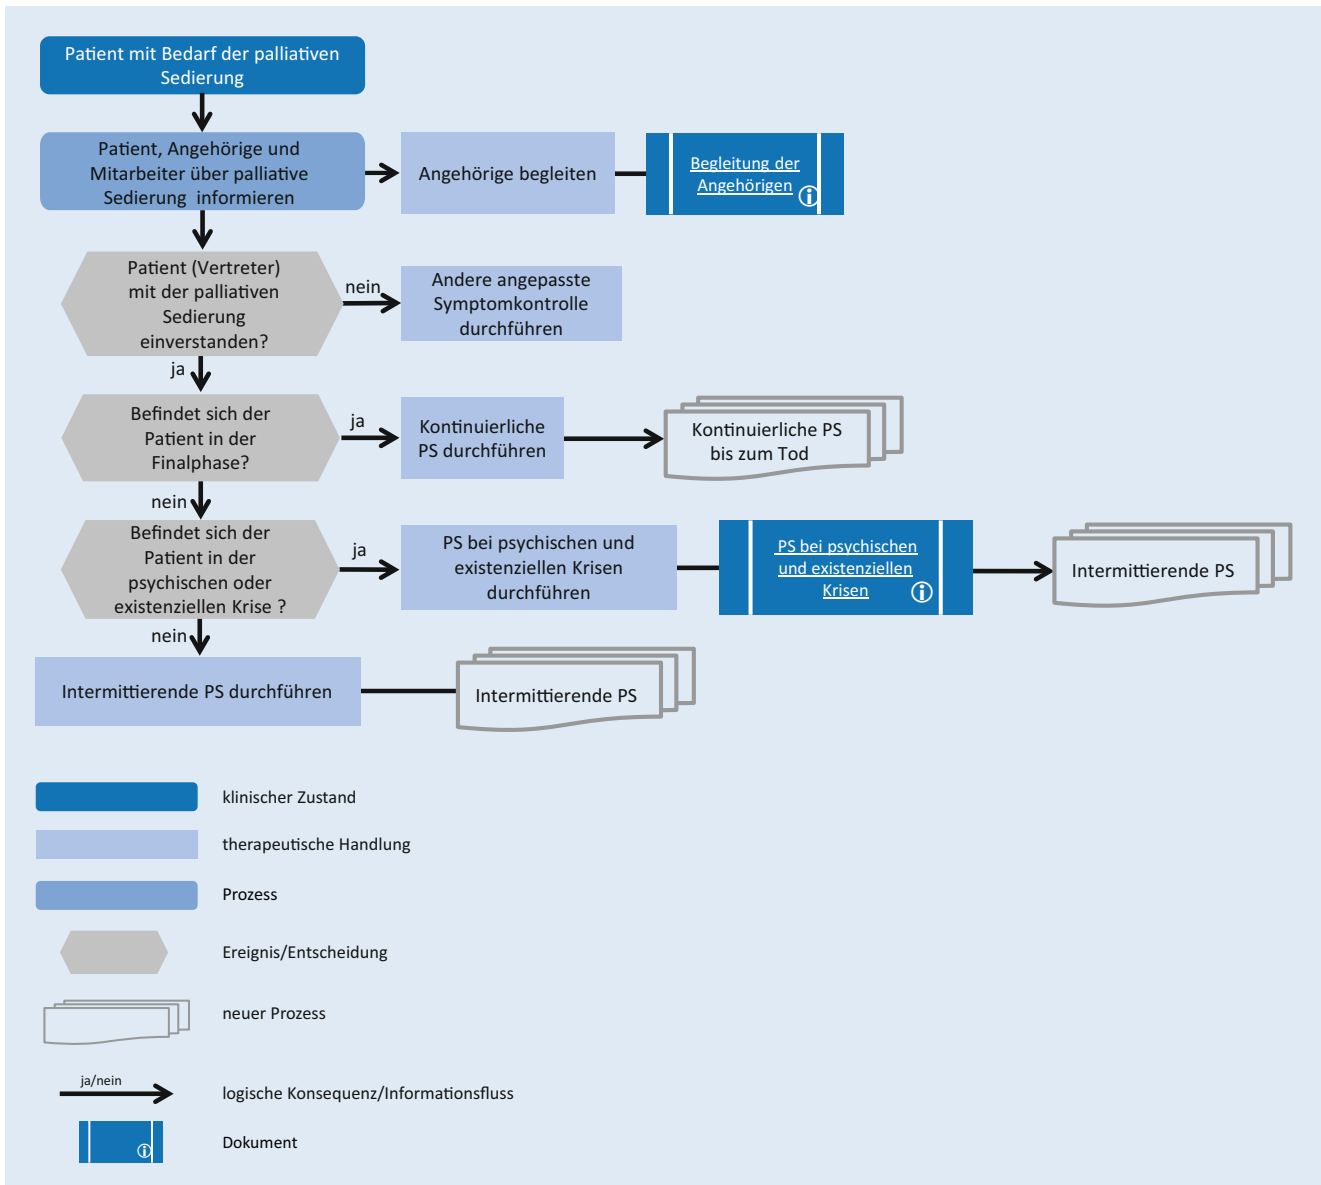 Patient mit Bedarf der palliativen
Sedierung
Patient, Angehörige und
Mitarbeiter über palliative
Sedierung informieren
Angehörige begleiten
Begleitung der
Angehörigen
Patient (Vertreter)
mit der palliativen
Sedierung
einverstanden?
nein
Andere angepasste
Symptomkontrolle
durchführen
ja
Befindet sich der
Patient in der
Finalphase?
ja
Kontinuierliche
PS durchführen
Kontinuierliche PS
bis zum Tod
nein
Befindet sich der
Patient in der
psychischen oder
existenziellen Krise ?
ja
PS bei psychischen und
existenziellen Krisen
durchführen
PS bei psychischen
und existenziellen
Krisen
Intermittierende PS
nein
Intermittierende PS durchführen
Intermittierende PS
klinischer Zustand
therapeutische Handlung
Prozess
Ereignis/Entscheidung
neuer Prozess
ja/nein
logische Konsequenz/Informationsfluss
Dokument